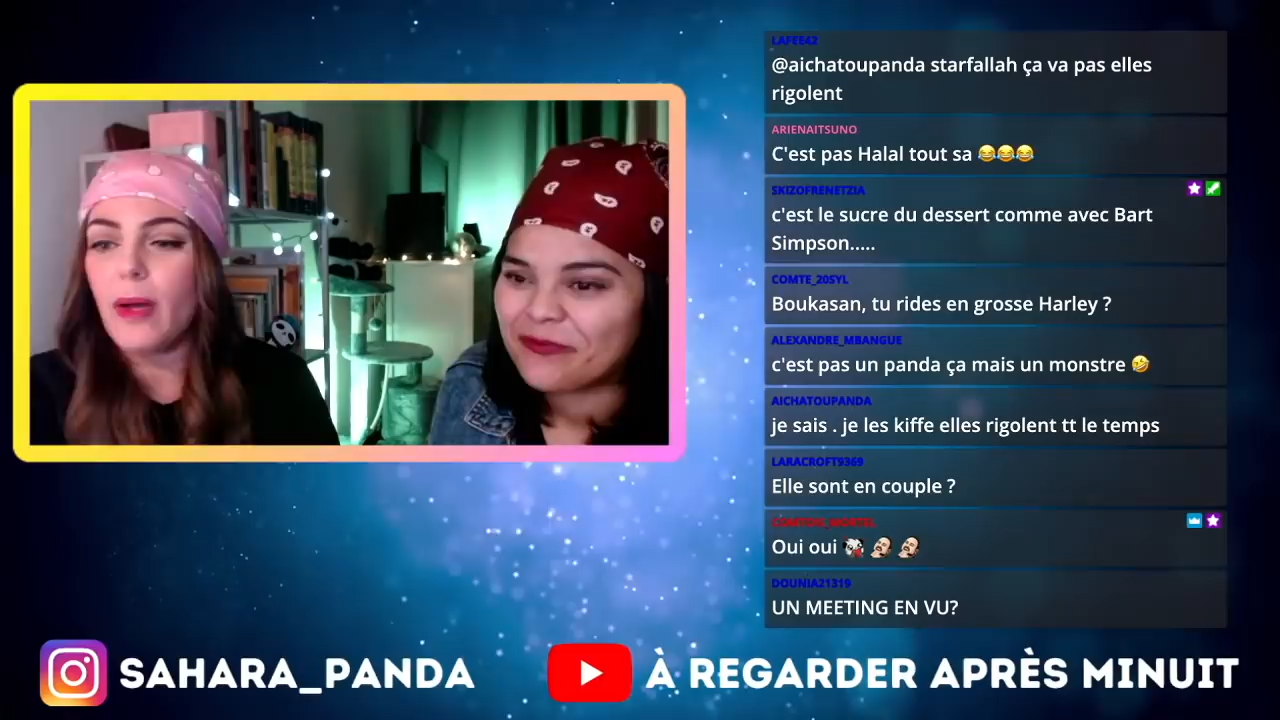 LAFEE42
@aichatoupanda starfallah ça va pas elles
rigolent
ARIENAITSUNO
C'est pas Halal tout sa 😂😂😂
SKIZOFRENETZIA
c'est le sucre du dessert comme avec Bart
Simpson.....
COMTE_20SYL
Boukasan, tu rides en grosse Harley ?
ALEXANDRE_MBANGUE
c'est pas un panda ça mais un monstre 🤣
AICHATOUPANDA
je sais . je les kiffe elles rigolent tt le temps
LARACROFT9369
Elle sont en couple ?
Oui oui
DOUNIA21319
UN MEETING EN VU?
SAHARA_PANDA
À REGARDER APRÈS MINUIT